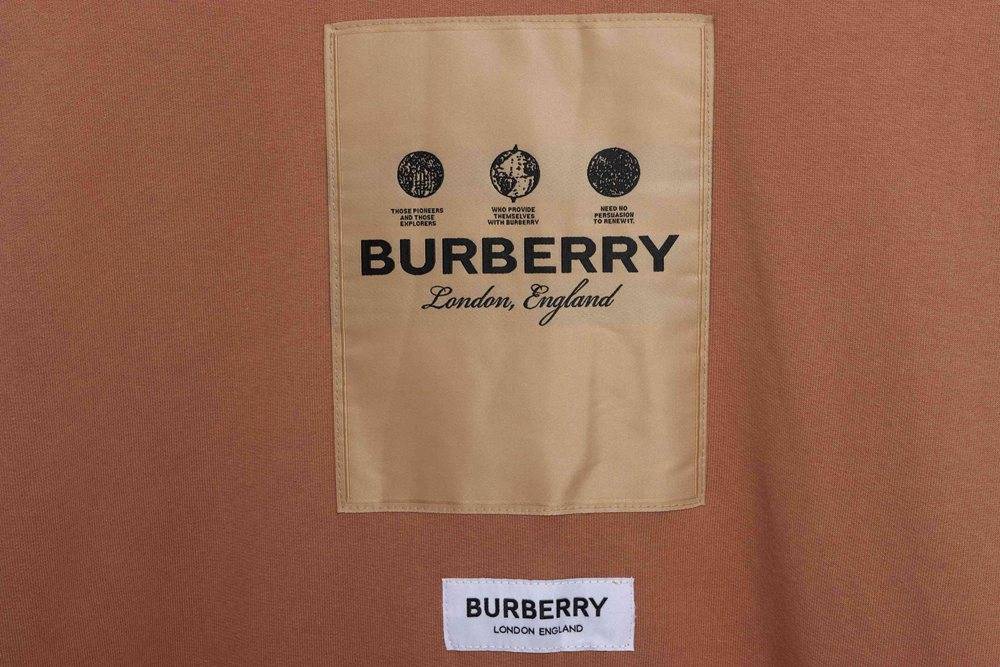 THOSE PIONEERS
AND THOSE
EXPLORERS
WHO PROVIDE
THEMSELVES
WITH BURBERRY
NEED NO
PERSUASION
TO RENEW IT.
BURBERRY
London, England
BURBERRY
LONDON ENGLAND